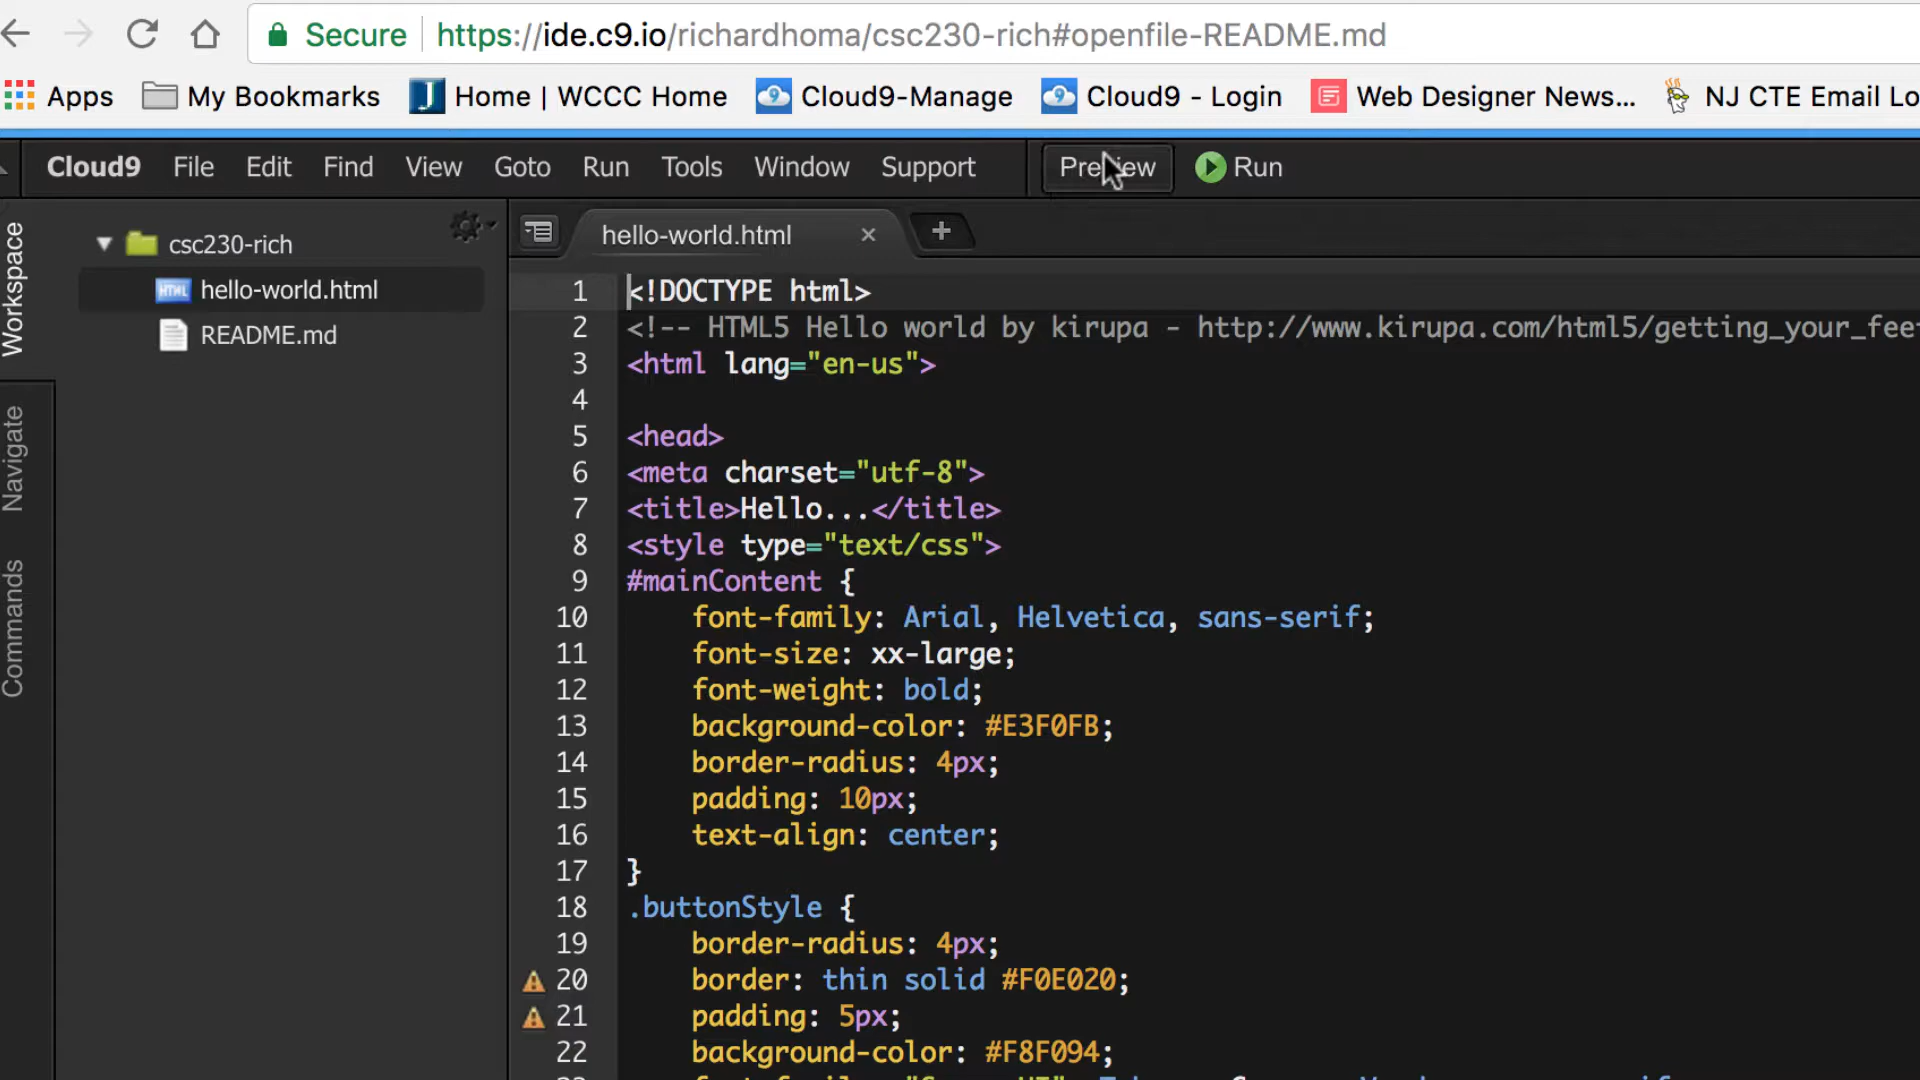 Secure https://ide.c9.io/richardhoma/csc230-rich#openfile-README.md
Apps My Bookmarks Home | WCCC Home Cloud9-Manage Cloud9 - Login Web Designer News... NJ CTE Email Lo
Cloud9 File Edit Find View Goto Run Tools Window Support Preview Run
Workspace
Navigate
Commands
csc230-rich
hello-world.html
README.md
hello-world.html
1 <!DOCTYPE html>
2 <!-- HTML5 Hello world by kirupa - http://www.kirupa.com/html5/getting_your_fee
3 <html lang="en-us">
4
5 <head>
6 <meta charset="utf-8">
7 <title>Hello...</title>
8 <style type="text/css">
9 #mainContent {
10 font-family: Arial, Helvetica, sans-serif;
11 font-size: xx-large;
12 font-weight: bold;
13 background-color: #E3F0FB;
14 border-radius: 4px;
15 padding: 10px;
16 text-align: center;
17 }
18 .buttonStyle {
19 border-radius: 4px;
20 border: thin solid #F0E020;
21 padding: 5px;
22 background-color: #F8F094;